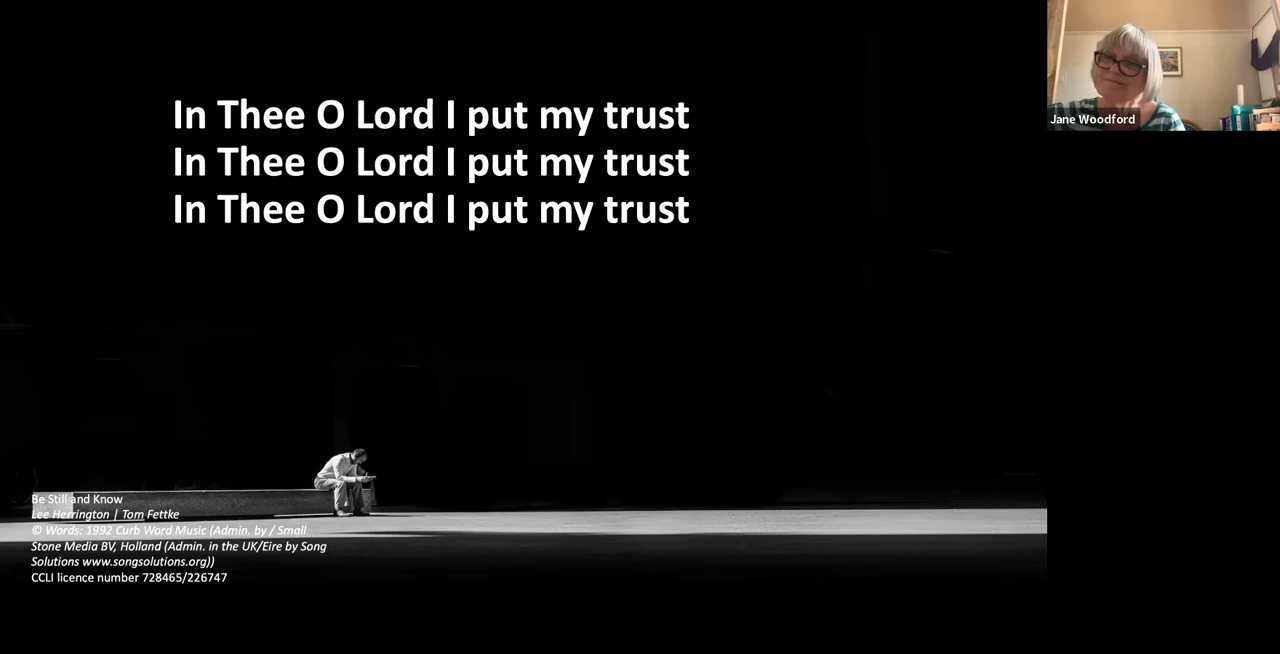 In Thee O Lord I put my trust
In Thee O Lord I put my trust
In Thee O Lord I put my trust
Jane Woodford
Be Still and Know
Lee Herrington | Tom Fettke
© Words: 1992 Curb Word Music (Admin. by / Small
Stone Media BV, Holland (Admin. in the UK/Eire by Song
Solutions www.songsolutions.org))
CCLI licence number 728465/226747